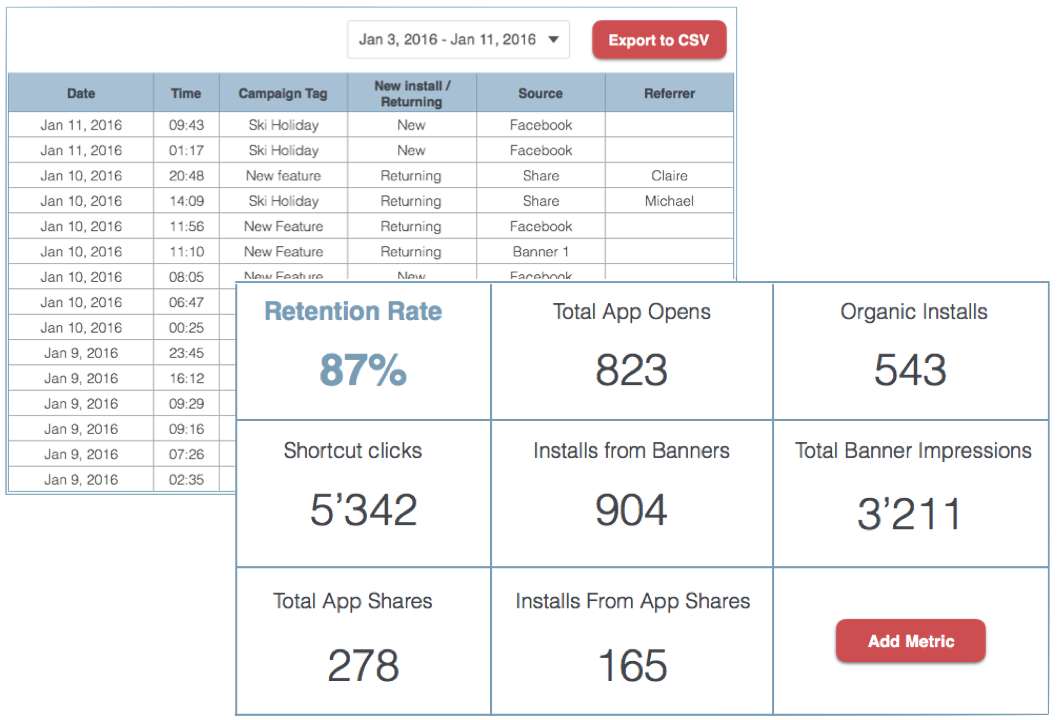 Jan 3, 2016 - Jan 11, 2016 Export to CSV
Date Time Campaign Tag New install / Returning Source Referrer
Jan 11, 2016 09:43 Ski Holiday New Facebook
Jan 11, 2016 01:17 Ski Holiday New Facebook
Jan 10, 2016 20:48 New feature Returning Share Claire
Jan 10, 2016 14:09 Ski Holiday Returning Share Michael
Jan 10, 2016 11:56 New Feature Returning Facebook
Jan 10, 2016 11:10 New Feature Returning Banner 1
Jan 10, 2016 08:05 New Feature New Facebook
Jan 10, 2016 06:47
Jan 10, 2016 00:25
Jan 9, 2016 23:45
Jan 9, 2016 16:12
Jan 9, 2016 09:29
Jan 9, 2016 09:16
Jan 9, 2016 07:26
Jan 9, 2016 02:35
Retention Rate Total App Opens Organic Installs
87% 823 543
Shortcut clicks Installs from Banners Total Banner Impressions
5’342 904 3’211
Total App Shares Installs From App Shares
278 165 Add Metric